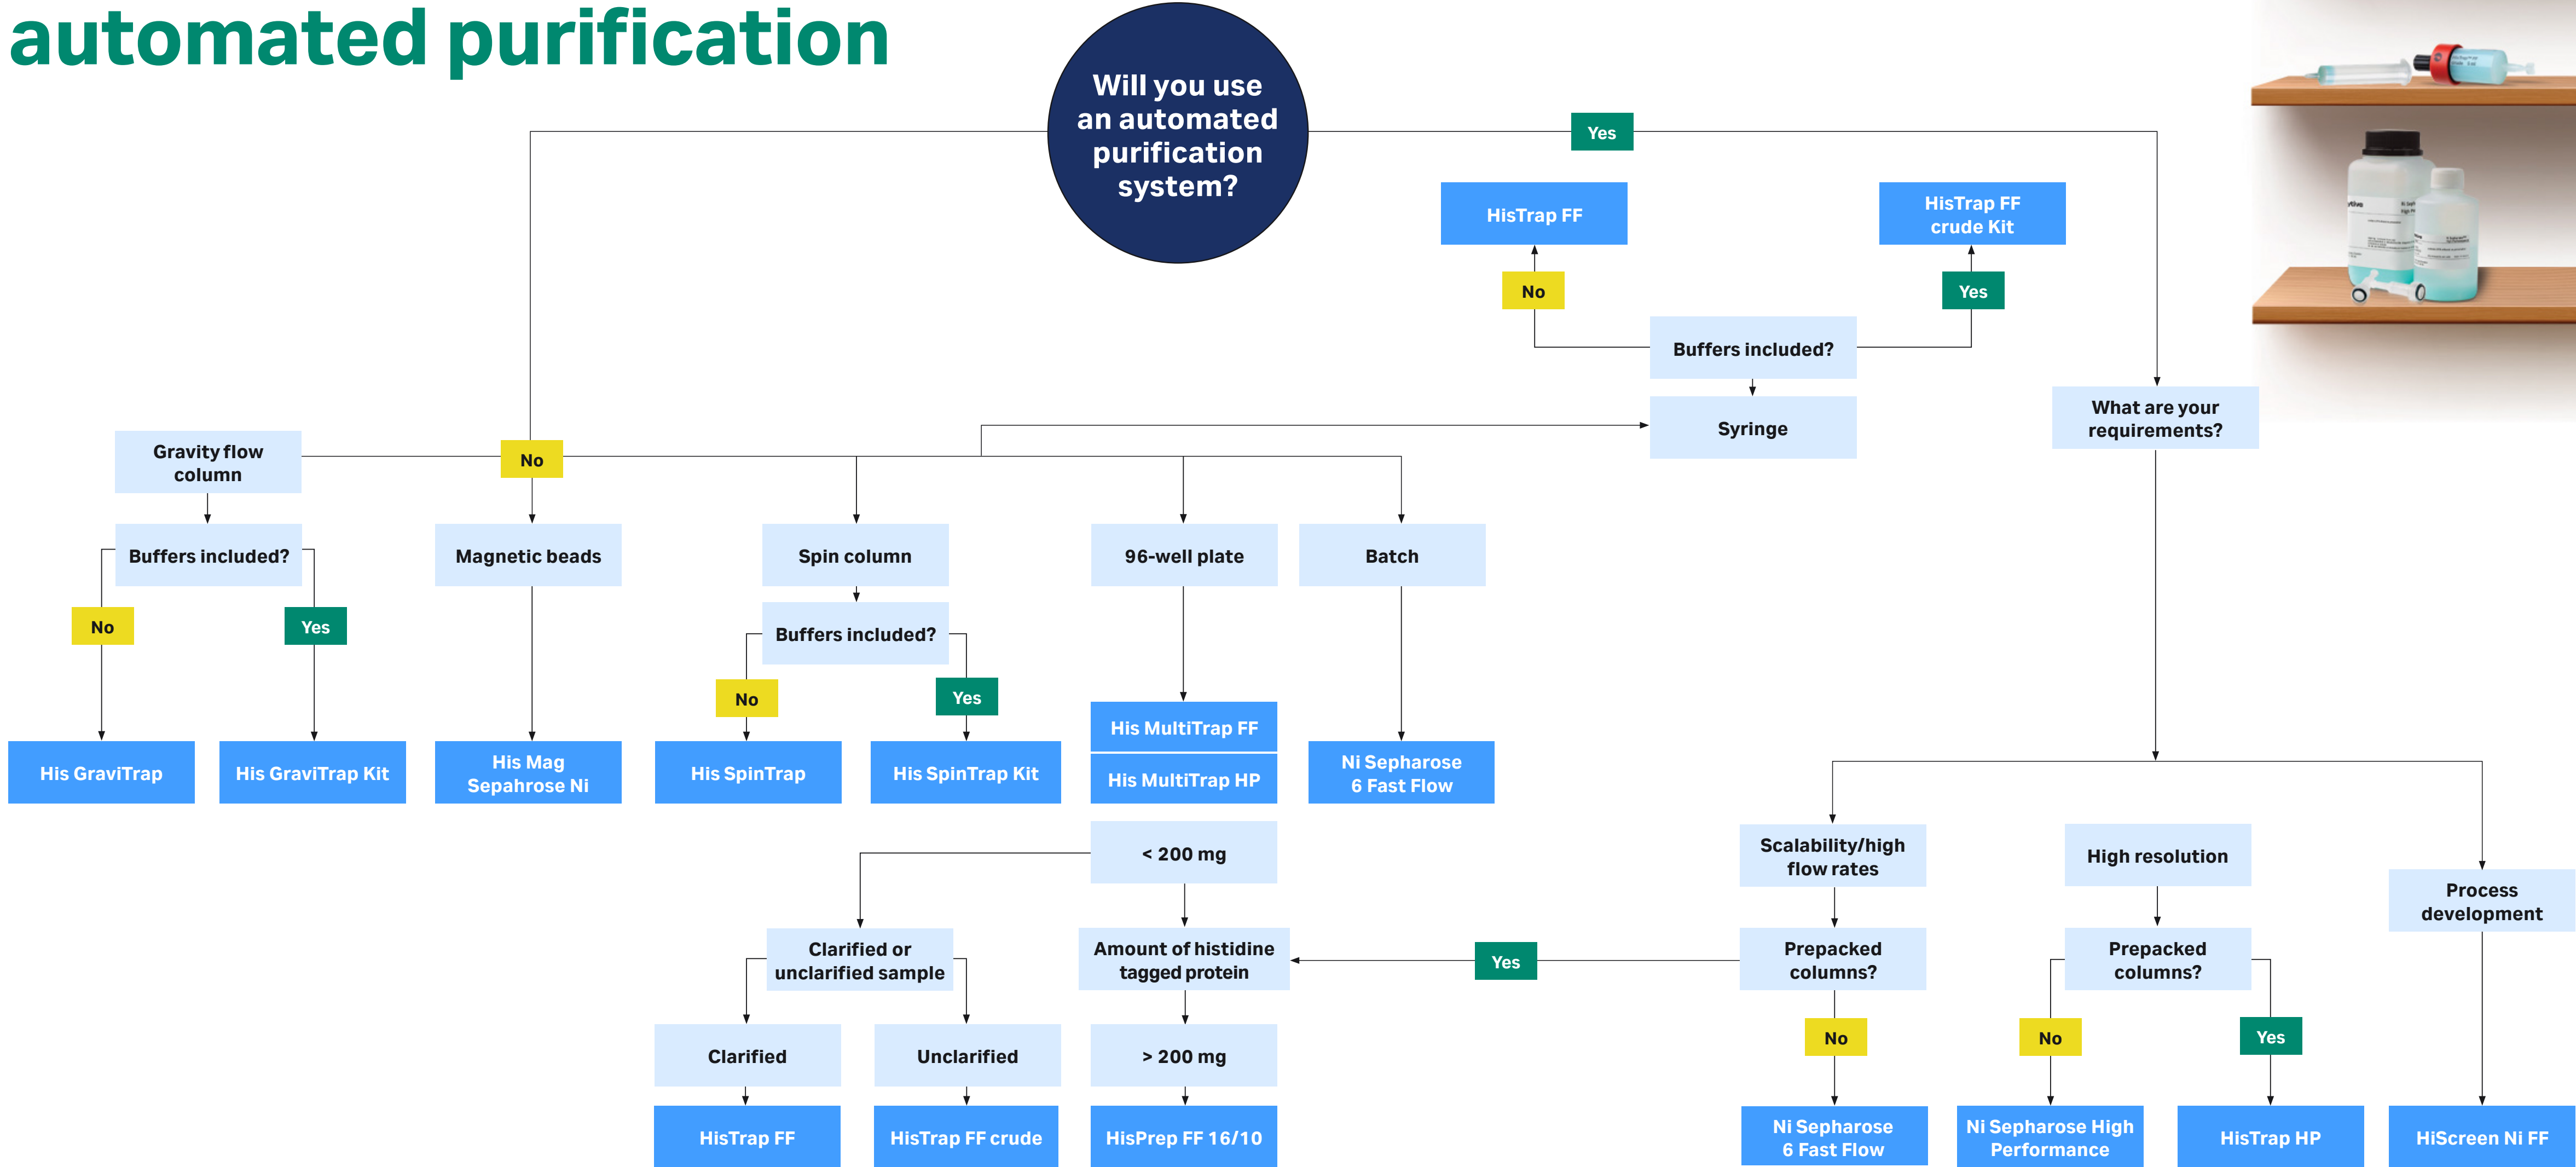 automated purification
Will you use
an automated
purification
system?
Yes
HisTrap FF
HisTrap FF
crude Kit
No
Yes
Buffers included?
Syringe
What are your
requirements?
Gravity flow
column
No
Buffers included?
Magnetic beads
Spin column
96-well plate
Batch
No
Yes
Buffers included?
No
Yes
His GraviTrap
His GraviTrap Kit
His Mag
Sepahrose Ni
His SpinTrap
His SpinTrap Kit
His MultiTrap FF
His MultiTrap HP
Ni Sepharose
6 Fast Flow
< 200 mg
Scalability/high
flow rates
High resolution
Process
development
Clarified or
unclarified sample
Amount of histidine
tagged protein
Yes
Prepacked
columns?
Prepacked
columns?
Clarified
Unclarified
> 200 mg
No
No
Yes
HisTrap FF
HisTrap FF crude
HisPrep FF 16/10
Ni Sepharose
6 Fast Flow
Ni Sepharose High
Performance
HisTrap HP
HiScreen Ni FF